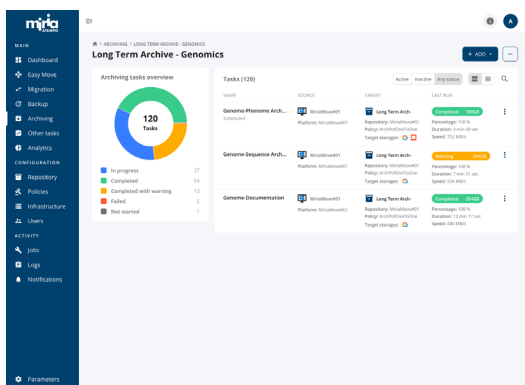 miria
ATEMPO
A
MAIN
Dashboard
Easy Move
Migration
Backup
Archiving
Other tasks
Analytics
CONFIGURATION
Repository
Policies
Infrastructure
Users
ACTIVITY
Jobs
Logs
Notifications
Parameters
> ARCHIVING > LONG TERM ARCHIVE - GENOMICS
Long Term Archive - Genomics
+ ADD
Archiving tasks overview
120
Tasks
In progress 37
Completed 64
Completed with warning 13
Failed 5
Not started 1
Tasks (120)
Active Inactive Any status
NAME SOURCE TARGET LAST RUN
Genome-Phenome Arch...
Scheduled
MiriaMove#01
Platform: MiriaMove#01
Long Term Arch-
Repository: MiriaMove#01
Policy: ArchPolOneToOne
Target storages:
Completed 180GB
Percentage: 100 %
Duration: 3 min 59 sec
Speed: 752 MB/s
Genome-Sequence Arch...
MiriaMove#01
Platform: MiriaMove#01
Long Term Arch-
Repository: MiriaMove#01
Policy: ArchPolOneToOne
Target storages:
Warning 241GB
Percentage: 100 %
Duration: 7 min 31 sec
Speed: 534 MB/s
Genome-Documentation
MiriaMove#01
Platform: MiriaMove#01
Long Term Arch-
Repository: MiriaMove#01
Policy: ArchPolOneToOne
Target storages:
Completed 354GB
Percentage: 100 %
Duration: 12 min 17 sec
Speed: 480 MB/s